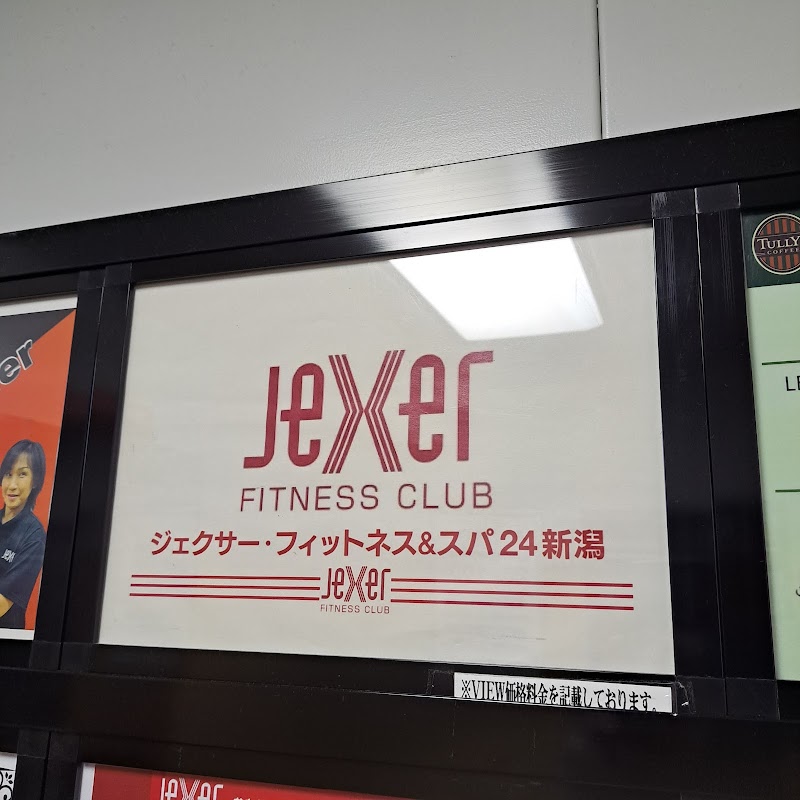 er
TULLY'
COFFEE
JEXER
FITNESS CLUB
ジェクサー・フィットネス&スパ24新潟
JEXER
FITNESS CLUB
※VIEW価格料金を記載しております。
JEXER